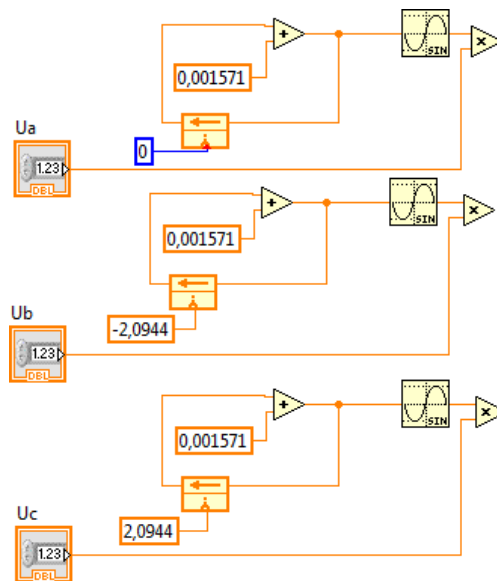 +
SIN
×
0,001571
Ua
0
1.23
DBL
+
SIN
×
0,001571
Ub
-2,0944
1.23
DBL
+
SIN
×
0,001571
Uc
2,0944
1.23
DBL